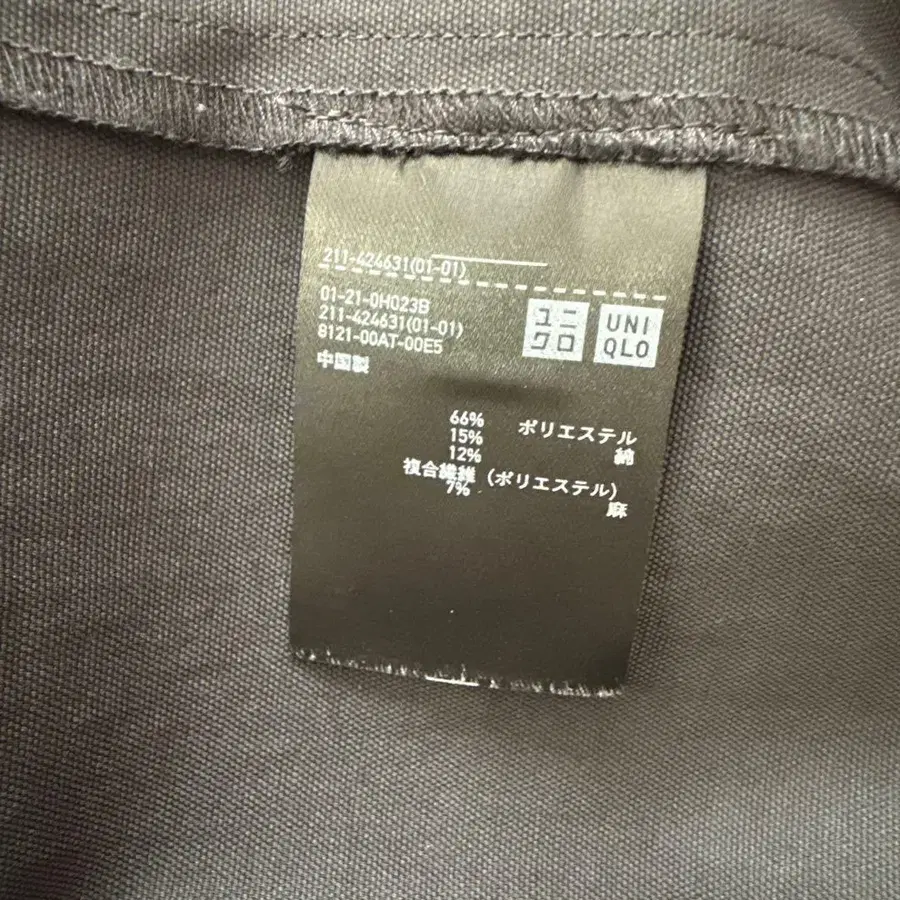 211-424631(01-01)
01-21-0H023B
211-424631(01-01)
8121-00AT-00E5
中国製
ユニ
クロ
UNI
QLO
66% ポリエステル
15% 綿
12%
複合繊維 (ポリエステル)
7% 麻